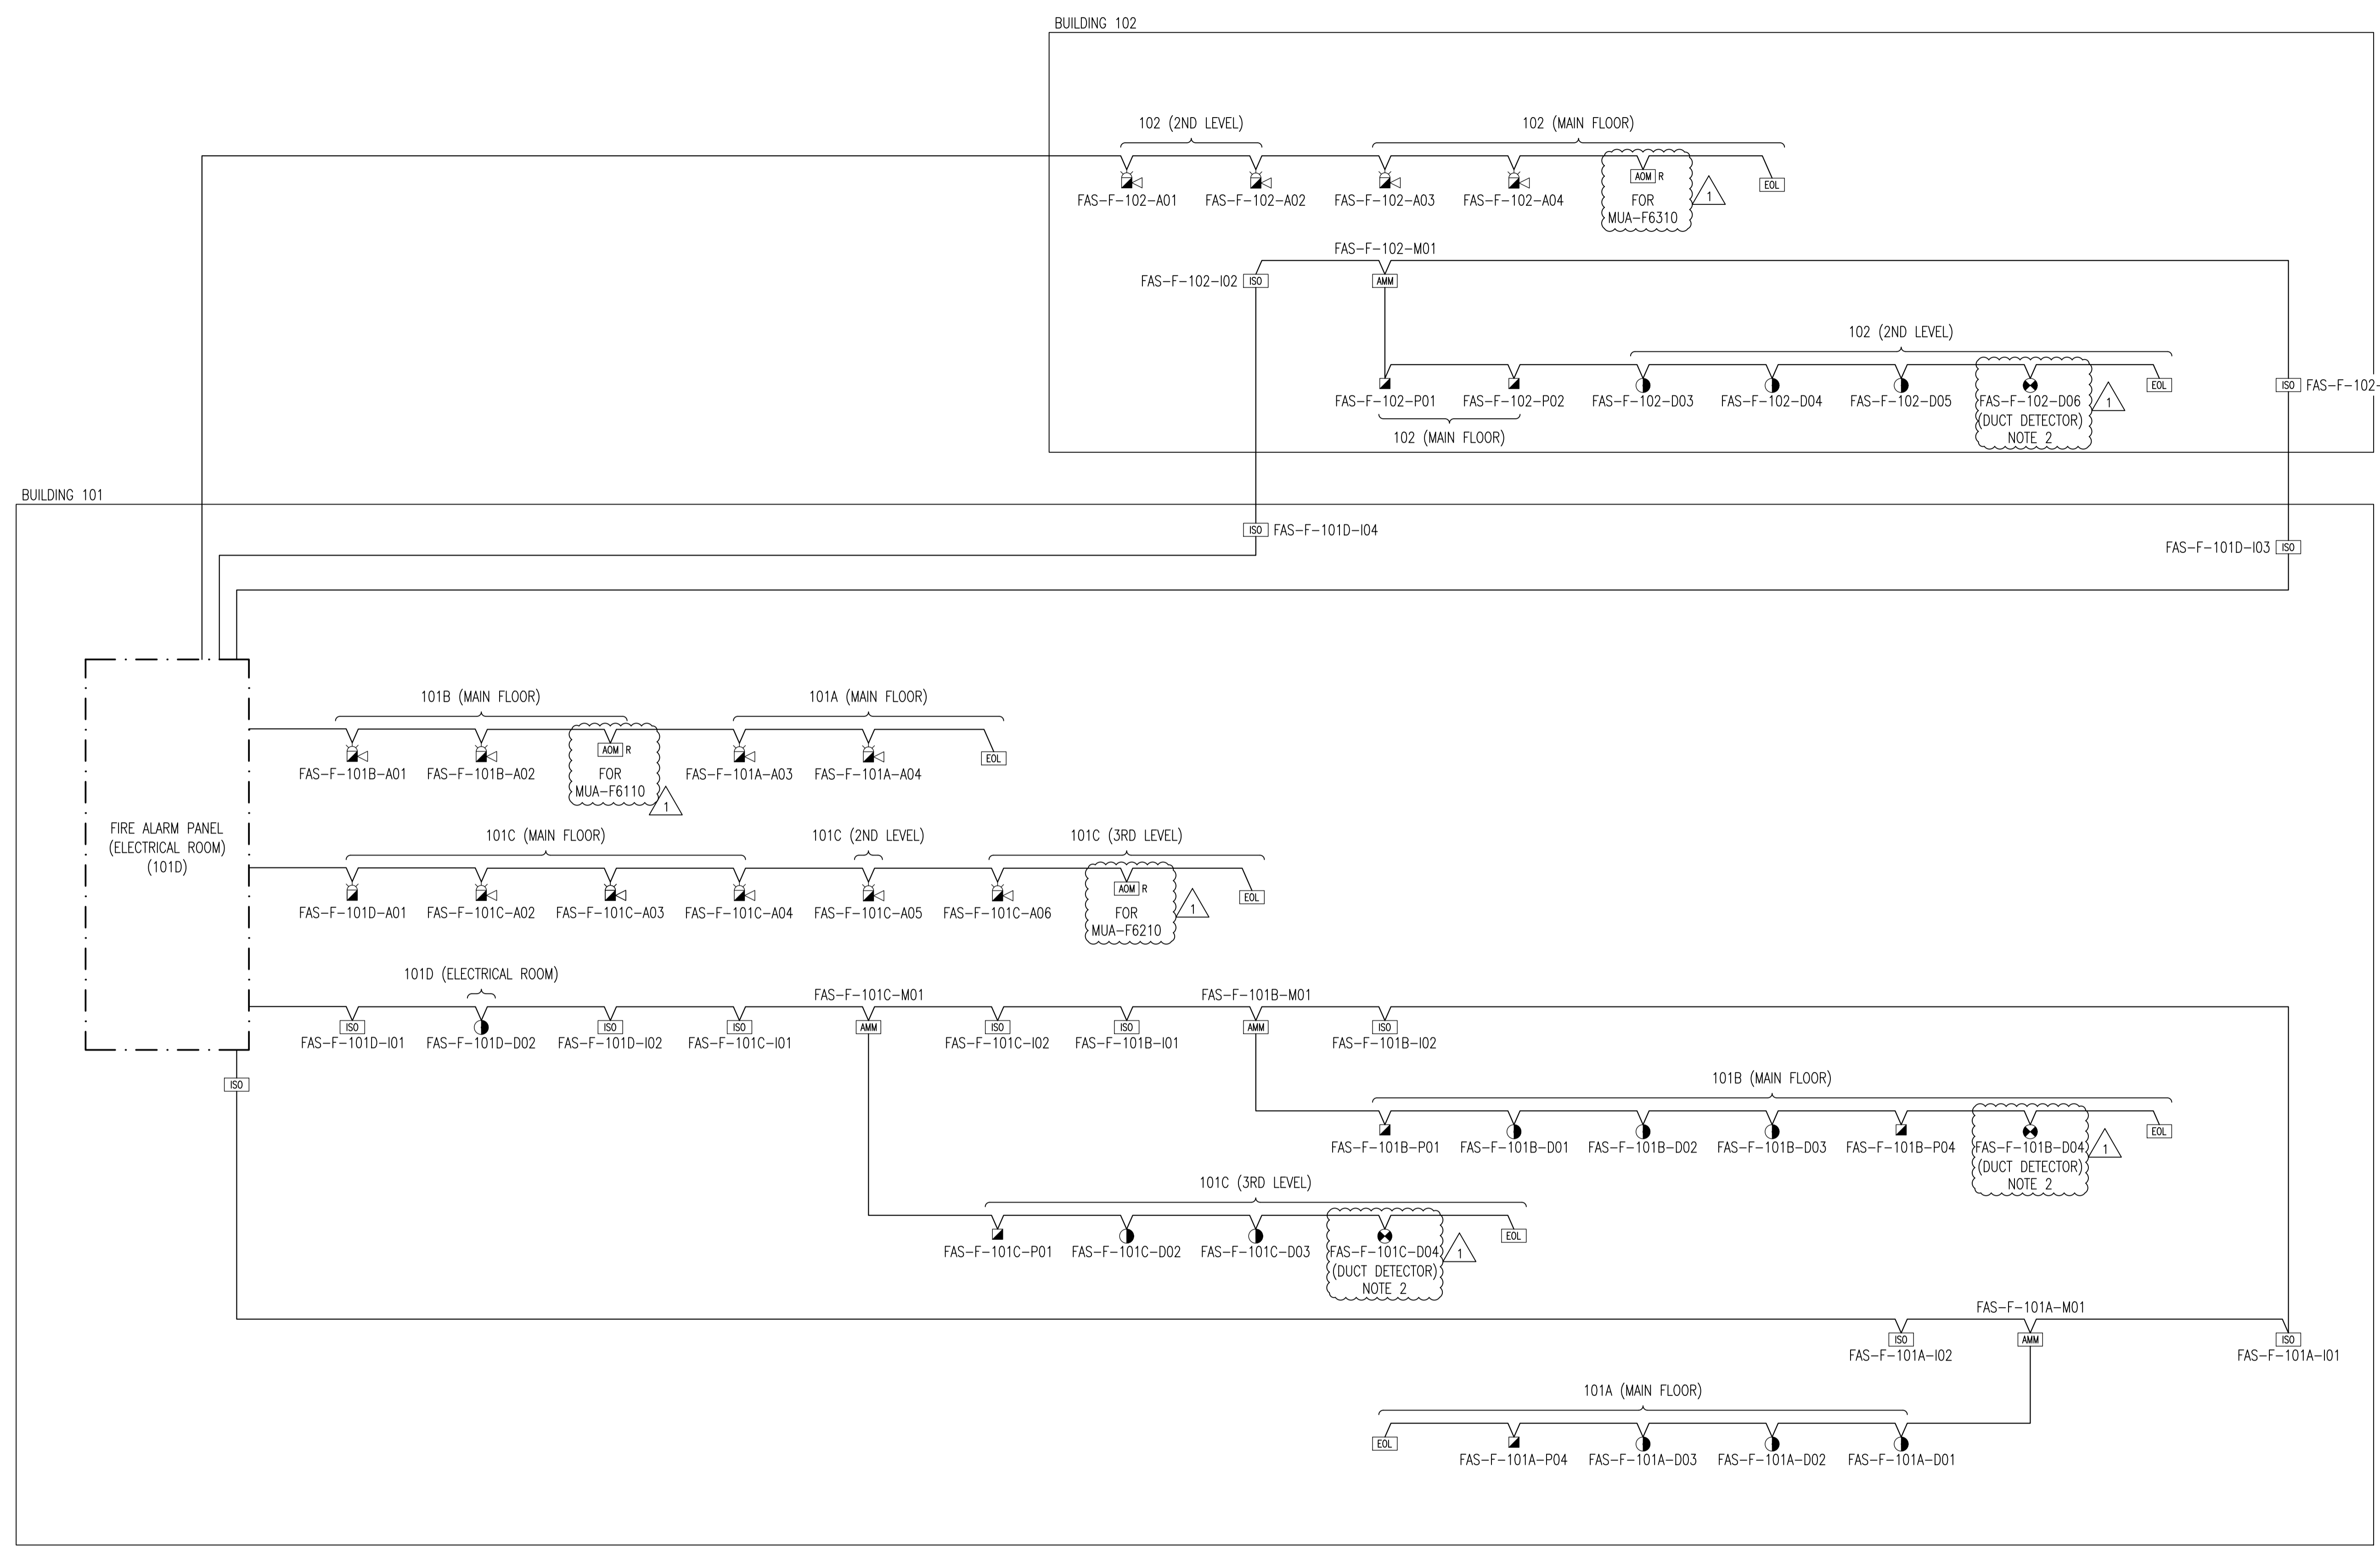 BUILDING 102
102 (2ND LEVEL)
102 (MAIN FLOOR)
AOM R
EOL
1
FAS-F-102-A01
FAS-F-102-A02
FAS-F-102-A03
FAS-F-102-A04
FOR
MUA-F6310
FAS-F-102-M01
FAS-F-102-I02
ISO
AMM
102 (2ND LEVEL)
EOL
ISO
FAS-F-102-
FAS-F-102-P01
FAS-F-102-P02
FAS-F-102-D03
FAS-F-102-D04
FAS-F-102-D05
FAS-F-102-D06
1
(DUCT DETECTOR)
NOTE 2
102 (MAIN FLOOR)
BUILDING 101
ISO
FAS-F-101D-I04
FAS-F-101D-I03
ISO
FIRE ALARM PANEL
(ELECTRICAL ROOM)
(101D)
101B (MAIN FLOOR)
101A (MAIN FLOOR)
AOM R
EOL
FAS-F-101B-A01
FAS-F-101B-A02
FOR
MUA-F6110
1
FAS-F-101A-A03
FAS-F-101A-A04
101C (MAIN FLOOR)
101C (2ND LEVEL)
101C (3RD LEVEL)
AOM R
EOL
FAS-F-101D-A01
FAS-F-101C-A02
FAS-F-101C-A03
FAS-F-101C-A04
FAS-F-101C-A05
FAS-F-101C-A06
FOR
MUA-F6210
1
101D (ELECTRICAL ROOM)
FAS-F-101C-M01
FAS-F-101B-M01
ISO
ISO
ISO
AMM
ISO
ISO
AMM
ISO
FAS-F-101D-I01
FAS-F-101D-D02
FAS-F-101D-I02
FAS-F-101C-I01
FAS-F-101C-I02
FAS-F-101B-I01
FAS-F-101B-I02
ISO
101B (MAIN FLOOR)
EOL
FAS-F-101B-P01
FAS-F-101B-D01
FAS-F-101B-D02
FAS-F-101B-D03
FAS-F-101B-P04
FAS-F-101B-D04
1
(DUCT DETECTOR)
NOTE 2
101C (3RD LEVEL)
EOL
FAS-F-101C-P01
FAS-F-101C-D02
FAS-F-101C-D03
FAS-F-101C-D04
1
(DUCT DETECTOR)
NOTE 2
FAS-F-101A-M01
ISO
AMM
ISO
FAS-F-101A-I02
FAS-F-101A-I01
101A (MAIN FLOOR)
EOL
FAS-F-101A-P04
FAS-F-101A-D03
FAS-F-101A-D02
FAS-F-101A-D01